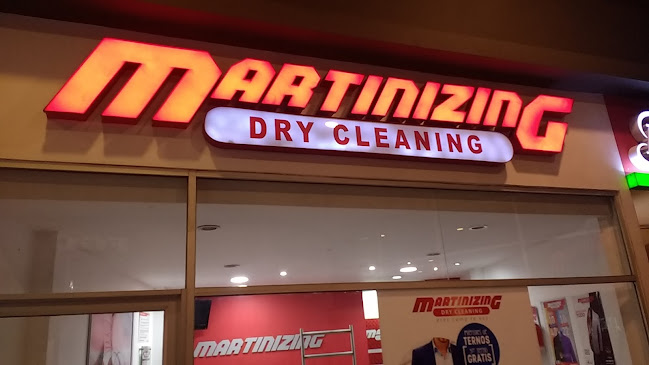 MARTINIZING
DRY CLEANING
MARTINIZING
MARTINIZING
DRY CLEANING
TERNOS
GRATIS